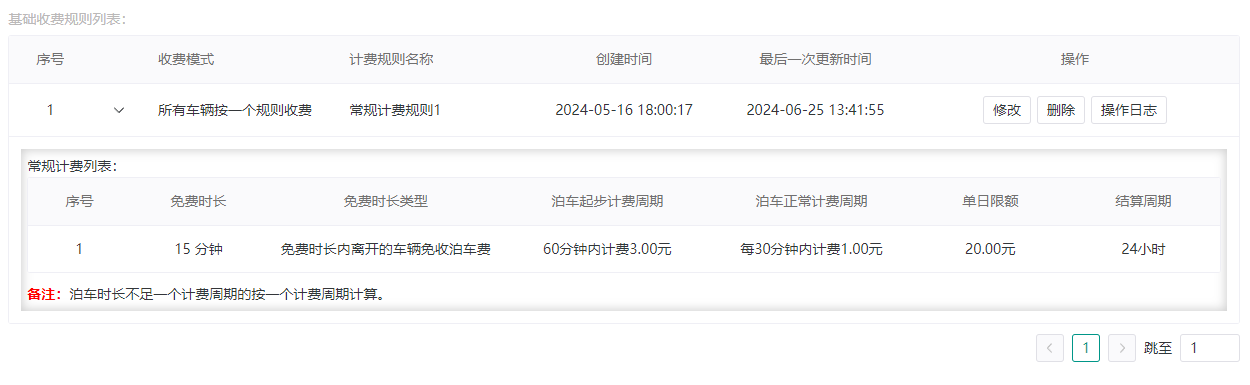 基础收费规则列表：
序号 收费模式 计费规则名称 创建时间 最后一次更新时间 操作
1 所有车辆按一个规则收费 常规计费规则1 2024-05-16 18:00:17 2024-06-25 13:41:55 修改 删除 操作日志
常规计费列表：
序号 免费时长 免费时长类型 泊车起步计费周期 泊车正常计费周期 单日限额 结算周期
1 15 分钟 免费时长内离开的车辆免收泊车费 60分钟内计费3.00元 每30分钟内计费1.00元 20.00元 24小时
备注：泊车时长不足一个计费周期的按一个计费周期计算。
1 跳至 1